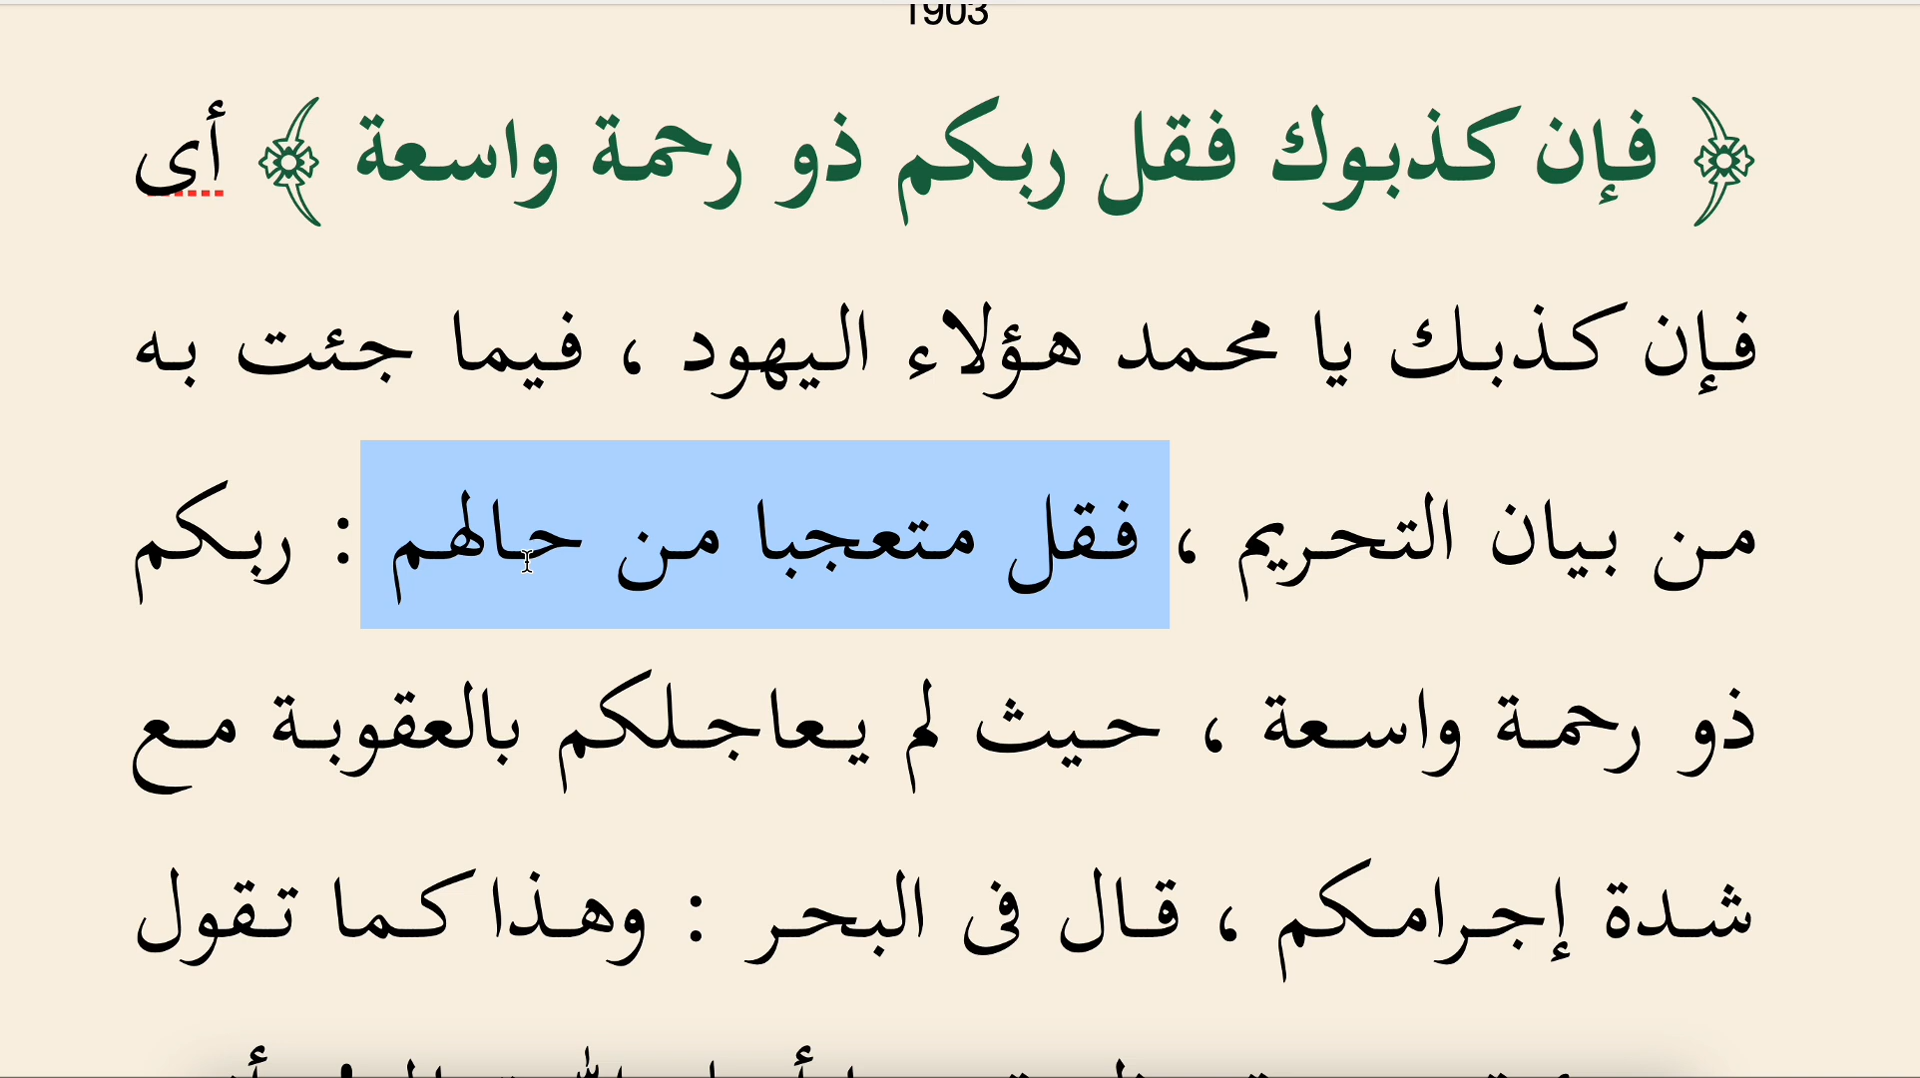 1903
﴿ فإن كذبوك فقل ربكم ذو رحمة واسعة ﴾ أى
فإن كذبك يا محمد هؤلاء اليهود ، فيما جئت به
من بيان التحريم ، فقل متعجبا من حالهم : ربكم
ذو رحمة واسعة ، حيث لم يعاجلكم بالعقوبة مع
شدة إجرامكم ، قال فى البحر : وهذا كما تقول